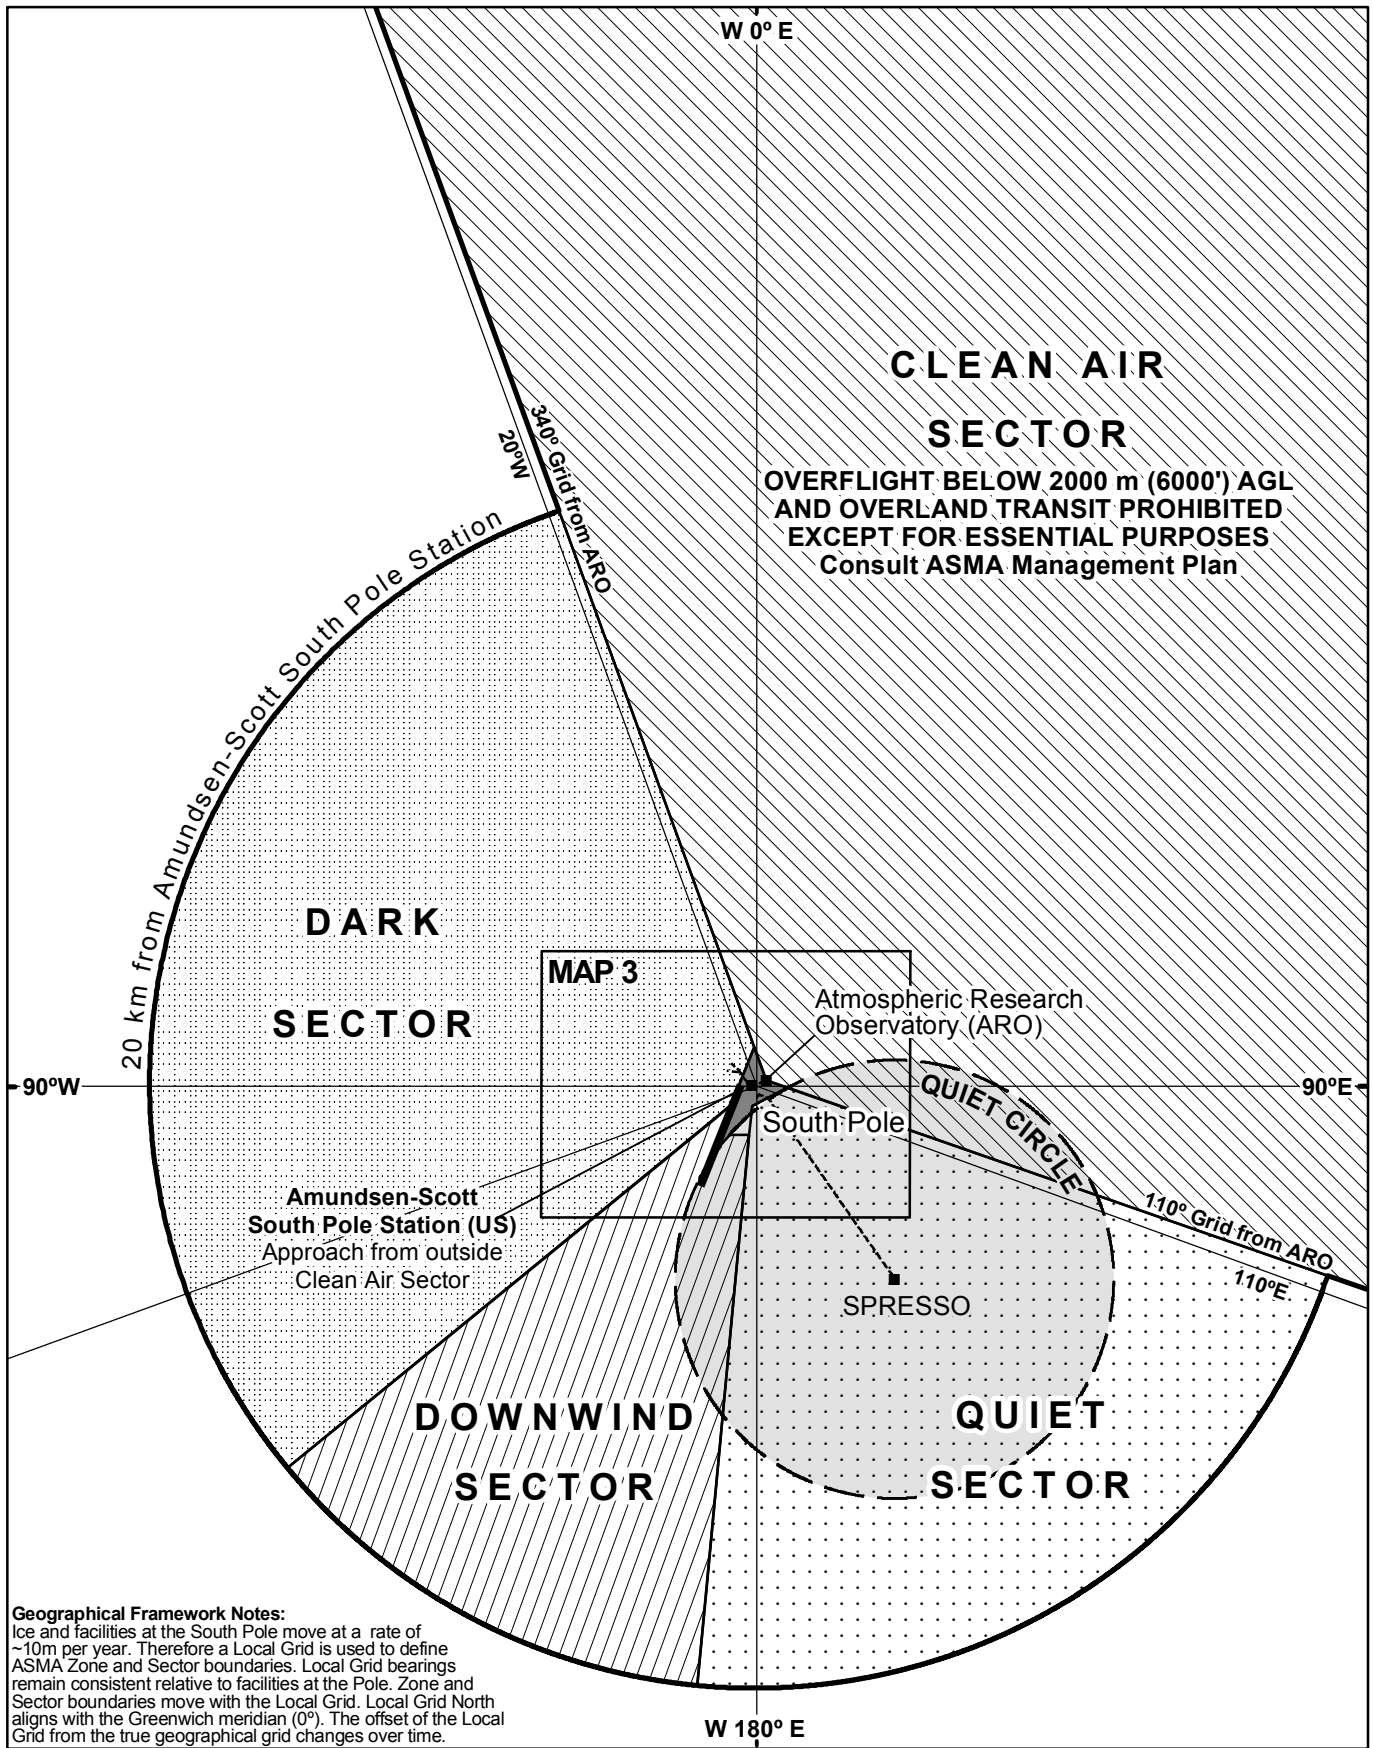 W 0º E
CLEAN AIR
SECTOR
OVERFLIGHT BELOW 2000 m (6000') AGL
AND OVERLAND TRANSIT PROHIBITED
EXCEPT FOR ESSENTIAL PURPOSES
Consult ASMA Management Plan
340º Grid from ARO
20ºW
20 km from Amundsen-Scott South Pole Station
DARK
SECTOR
MAP 3
Atmospheric Research
Observatory (ARO)
90ºW
90ºE
QUIET CIRCLE
South Pole
Amundsen-Scott
South Pole Station (US)
Approach from outside
Clean Air Sector
110º Grid from ARO
110ºE
SPRESSO
DOWNWIND
SECTOR
QUIET
SECTOR
Geographical Framework Notes:
Ice and facilities at the South Pole move at a rate of
~10m per year. Therefore a Local Grid is used to define
ASMA Zone and Sector boundaries. Local Grid bearings
remain consistent relative to facilities at the Pole. Zone and
Sector boundaries move with the Local Grid. Local Grid North
aligns with the Greenwich meridian (0º). The offset of the Local
Grid from the true geographical grid changes over time.
W 180º E